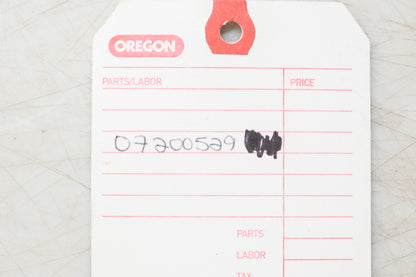 OREGON
PARTS/LABOR PRICE
07200529
PARTS
LABOR
TAX